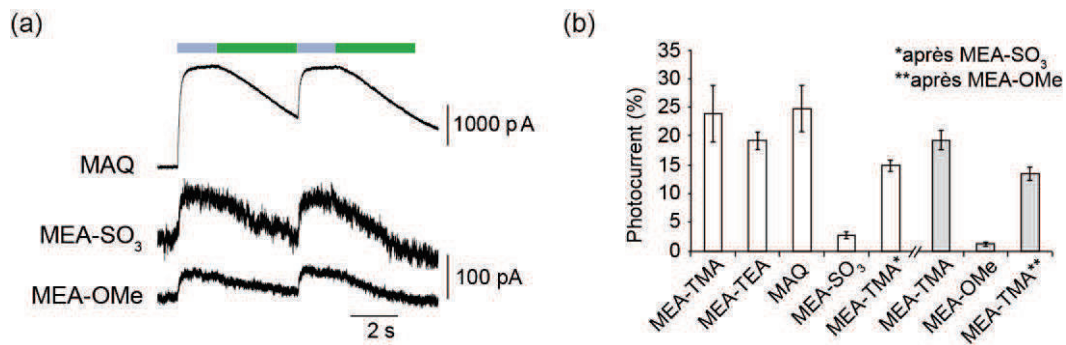 (a)
MAQ
1000 pA
MEA-SO3
MEA-OMe
100 pA
2 s
(b)
*après MEA-SO3
**après MEA-OMe
Photocurrent (%)
35
30
25
20
15
10
5
0
MEA-TMA
MEA-TEA
MAQ
MEA-SO3
MEA-TMA*
MEA-TMA
MEA-OMe
MEA-TMA**